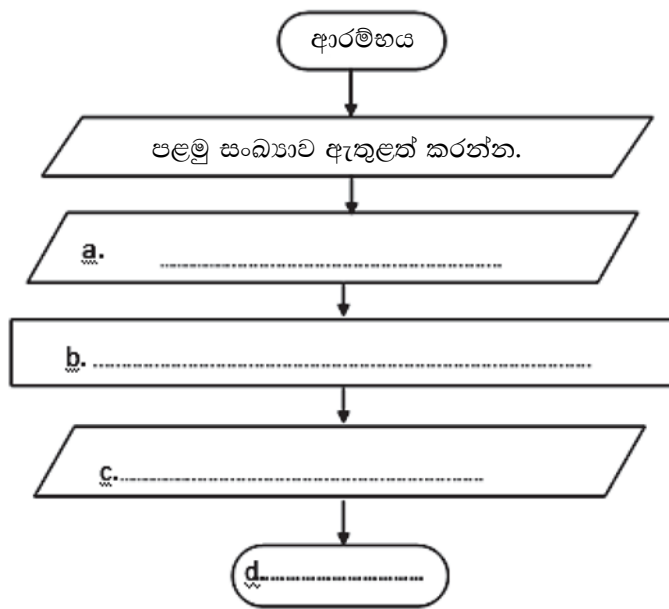 ආරම්භය
පළමු සංඛ්‍යාව ඇතුළත් කරන්න.
a. ........................................................
b. ........................................................
c. ........................................................
d. ........................................